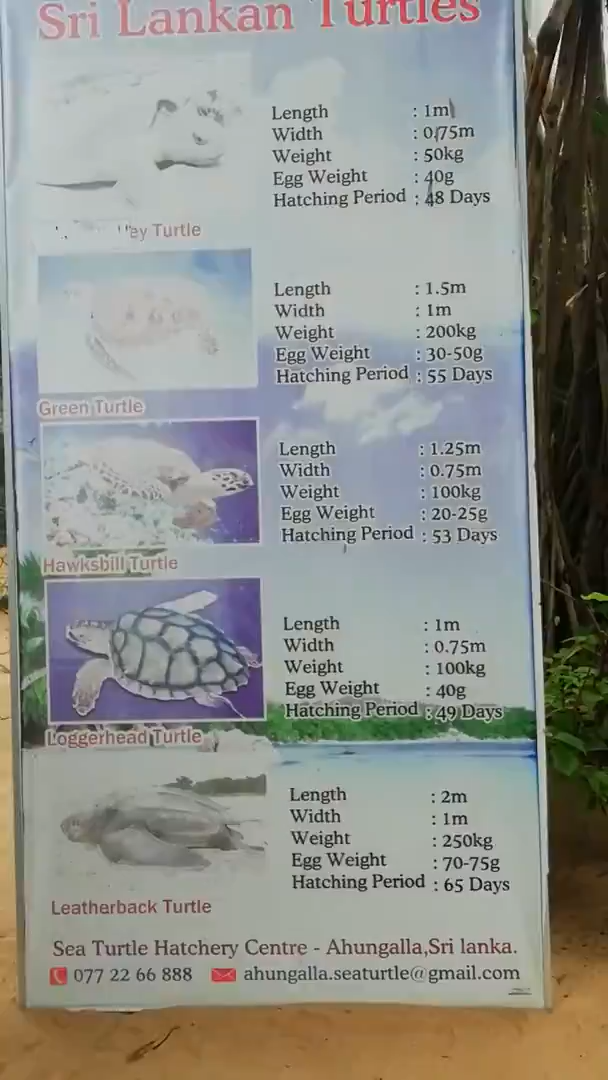 Sri Lankan Turtles
Length : 1m
Width : 0.75m
Weight : 50kg
Egg Weight : 40g
Hatching Period : 48 Days
Turtle
Length : 1.5m
Width : 1m
Weight : 200kg
Egg Weight : 30-50g
Hatching Period : 55 Days
Green Turtle
Length : 1.25m
Width : 0.75m
Weight : 100kg
Egg Weight : 20-25g
Hatching Period : 53 Days
Hawksbill Turtle
Length : 1m
Width : 0.75m
Weight : 100kg
Egg Weight : 40g
Hatching Period : 49 Days
Loggerhead Turtle
Length : 2m
Width : 1m
Weight : 250kg
Egg Weight : 70-75g
Hatching Period : 65 Days
Leatherback Turtle
Sea Turtle Hatchery Centre - Ahungalla,Sri lanka.
077 22 66 888 ahungalla.seaturtle@gmail.com